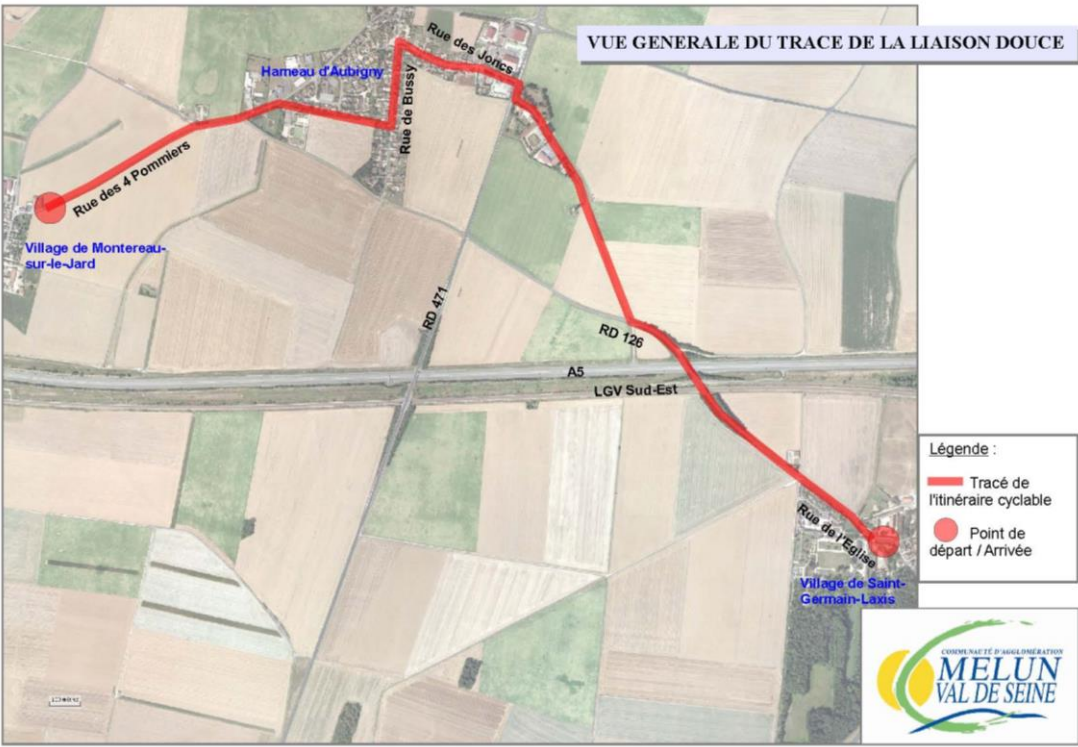 VUE GENERALE DU TRACE DE LA LIAISON DOUCE
Rue des Joncs
Hameau d'Aubigny
Rue de Bussy
Rue des 4 Pommiers
Village de Montereau-
sur-le-Jard
RD 471
RD 126
A5
LGV Sud-Est
Légende :
Tracé de
l'itinéraire cyclable
Point de
départ / Arrivée
Rue de l'Eglise
Village de Saint-
Germain-Laxis
COMMUNAUTÉ D'AGGLOMÉRATION
MELUN
VAL DE SEINE